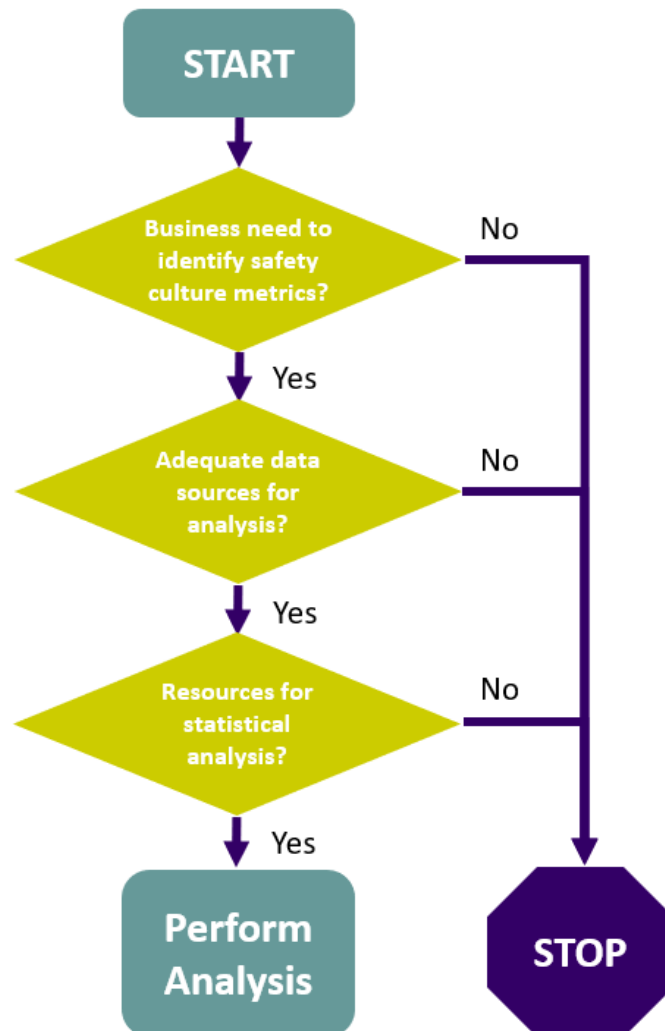 START
Business need to
identify safety
culture metrics?
No
Yes
Adequate data
sources for
analysis?
No
Yes
Resources for
statistical
analysis?
No
Yes
Perform
Analysis
STOP